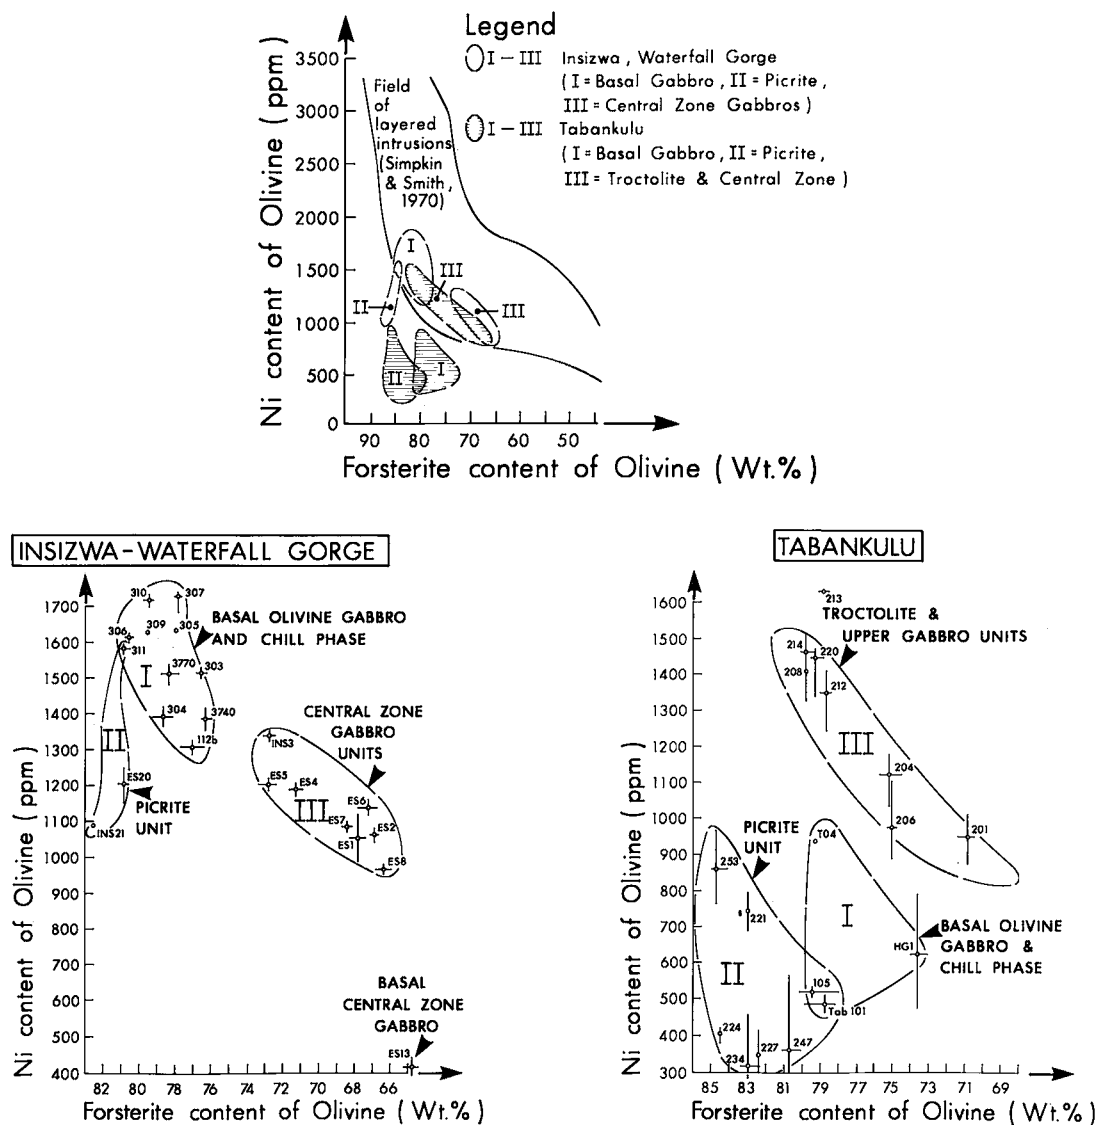 Legend
I – III Insizwa, Waterfall Gorge
( I = Basal Gabbro, II = Picrite,
III = Central Zone Gabbros )
I – III Tabankulu
( I = Basal Gabbro, II = Picrite,
III = Troctolite & Central Zone )
Field
of
layered
intrusions
(Simpkin
& Smith,
1970)
Ni content of Olivine ( ppm )
3500
3000
2500
2000
1500
1000
500
0
I
III
II
III
II
I
90 80 70 60 50
Forsterite content of Olivine ( Wt.% )
INSIZWA – WATERFALL GORGE
Ni content of Olivine ( ppm )
1700
1600
1500
1400
1300
1200
1100
1000
900
800
700
600
500
400
310
307
306
309
305
311
BASAL OLIVINE GABBRO
AND CHILL PHASE
I
3770
303
304
3740
112b
II
ES20
PICRITE
UNIT
INS21
CENTRAL ZONE
GABBRO
UNITS
INS3
ES5
ES4
III
ES6
ES7
ES1
ES2
ES8
BASAL
CENTRAL ZONE
GABBRO
ES13
82 80 78 76 74 72 70 68 66
Forsterite content of Olivine ( Wt.% )
TABANKULU
Ni content of Olivine ( ppm )
1600
1500
1400
1300
1200
1100
1000
900
800
700
600
500
400
300
213
TROCTOLITE &
UPPER GABBRO UNITS
214
220
208
212
III
204
206
201
PICRITE
UNIT
253
221
II
T04
I
HG1
BASAL OLIVINE
GABBRO &
CHILL PHASE
105
Tab 101
224
234
227
247
85 83 81 79 77 75 73 71 69
Forsterite content of Olivine ( Wt.% )